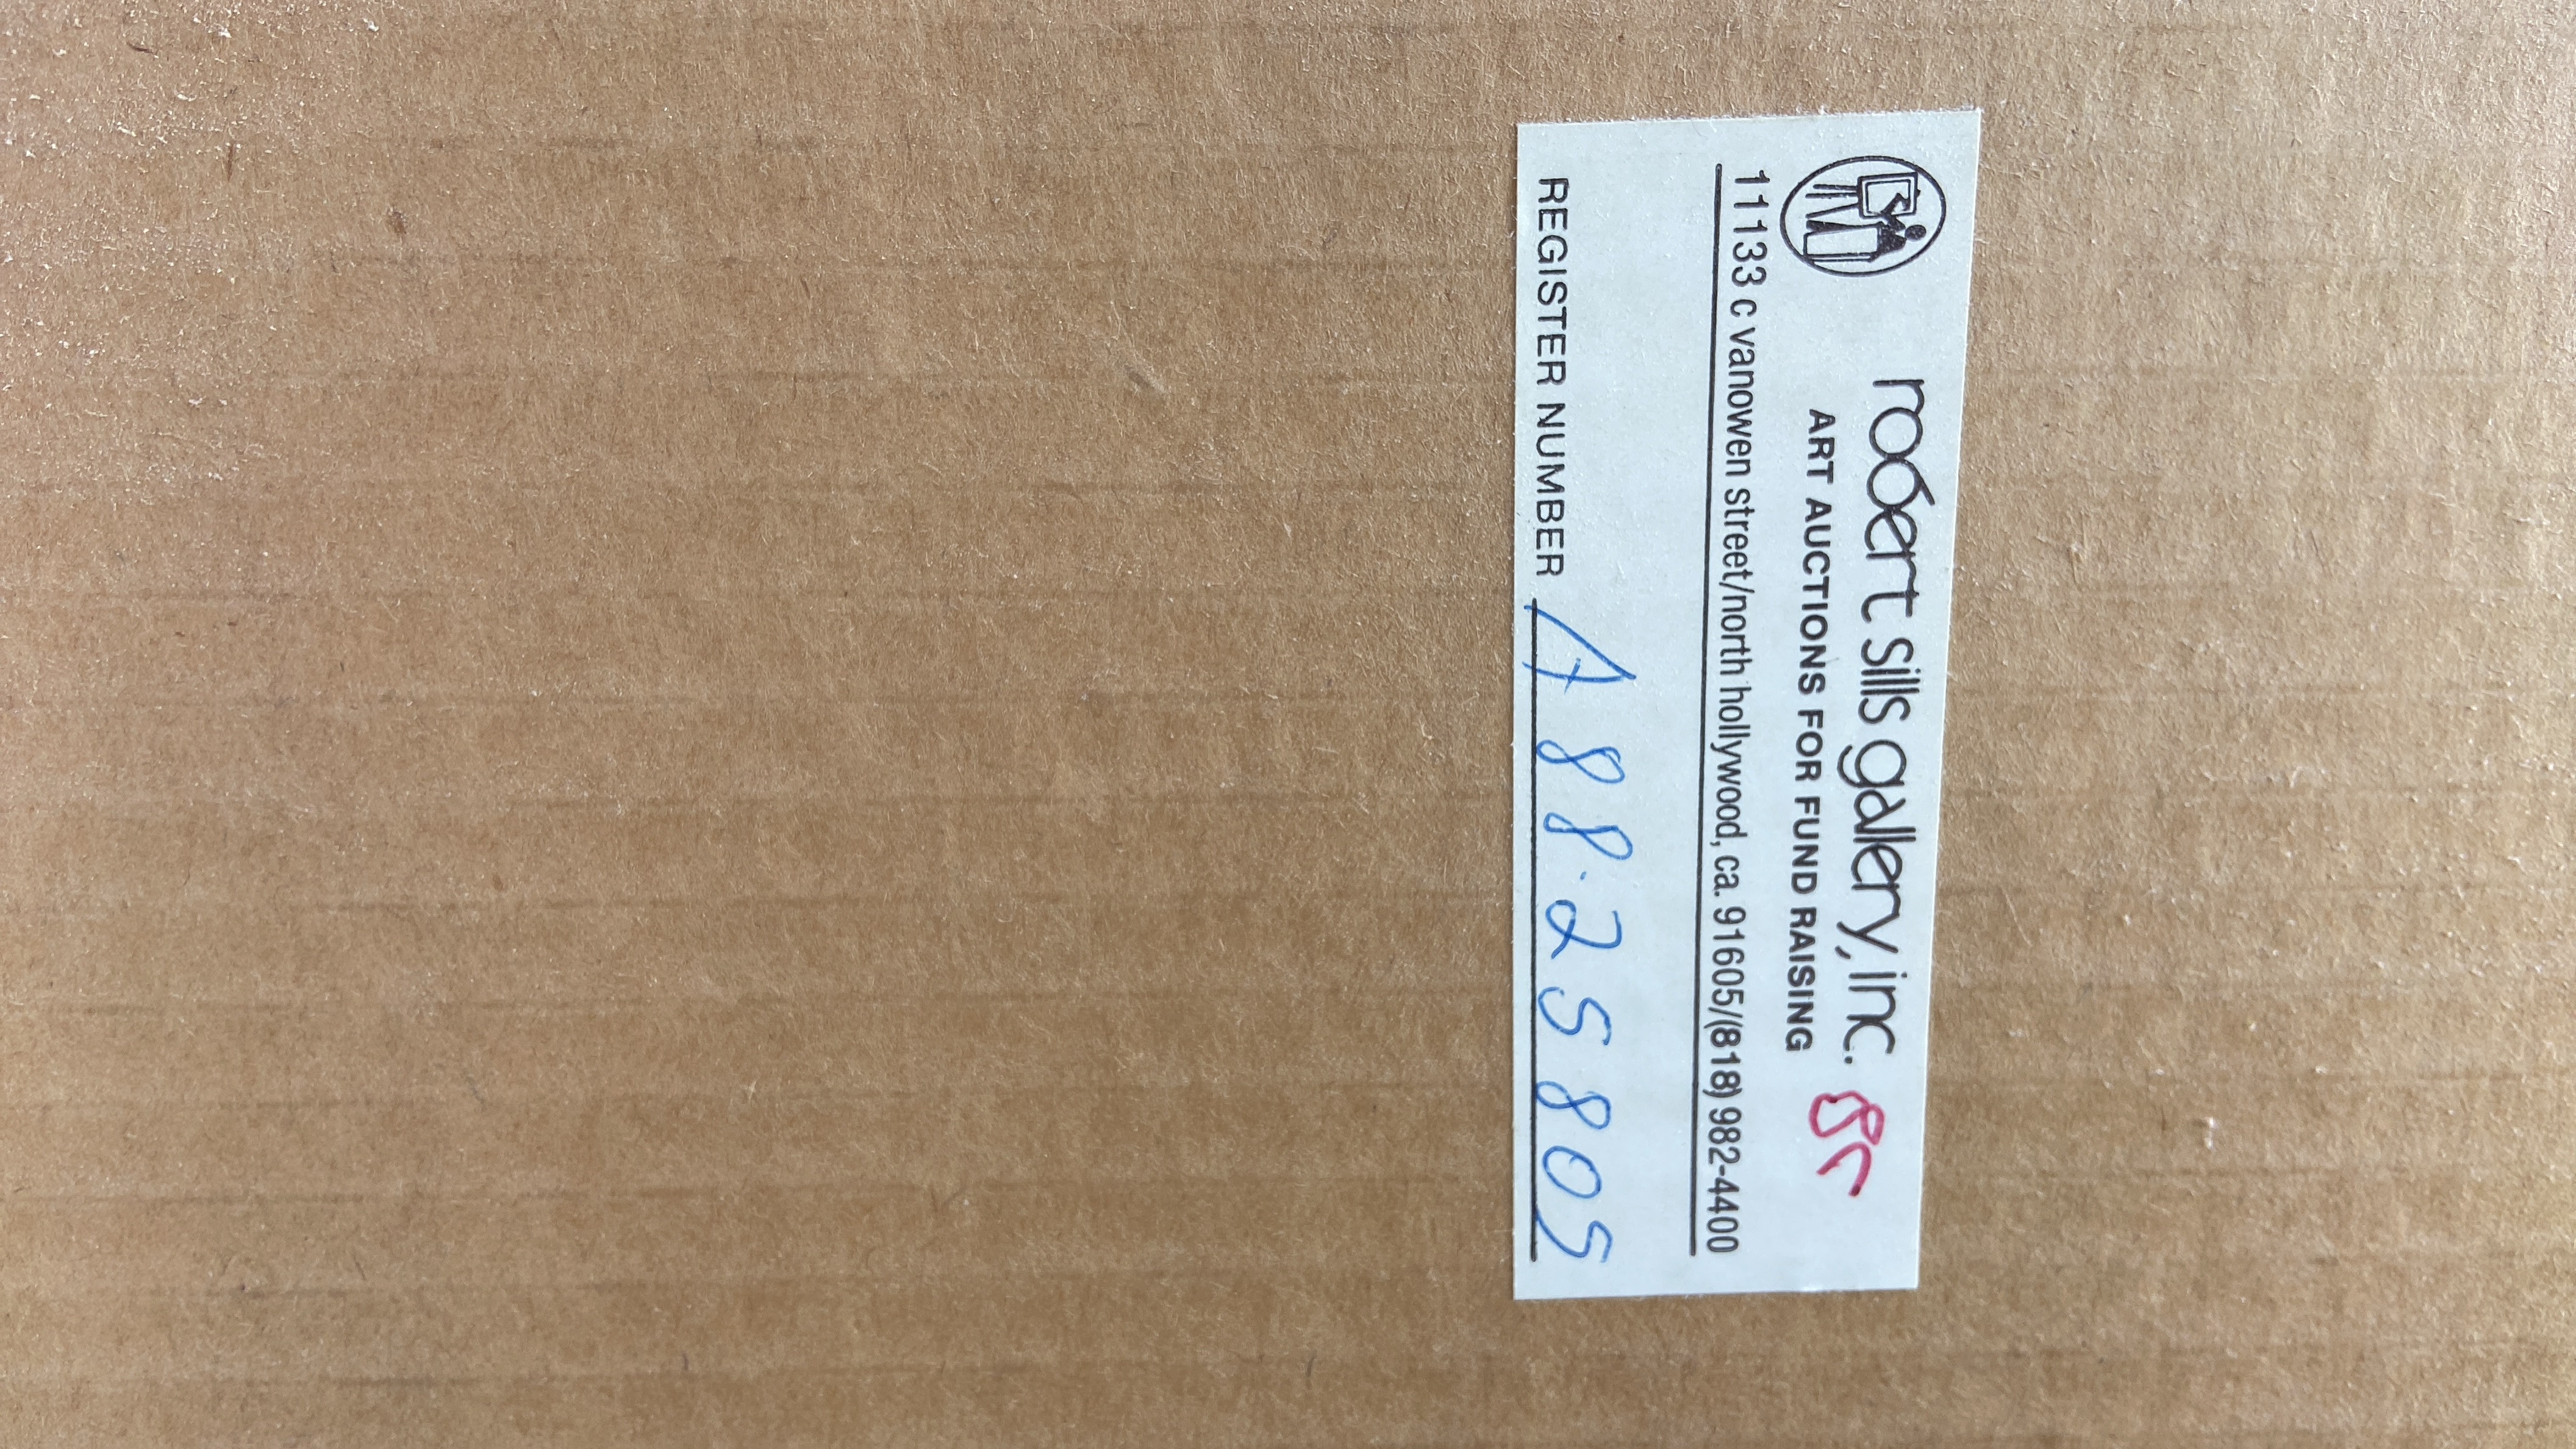 robert sills gallery, inc.
ART AUCTIONS FOR FUND RAISING
11133 c vanowen street/north hollywood, ca. 91605/(818) 982-4400
REGISTER NUMBER A 88.25805